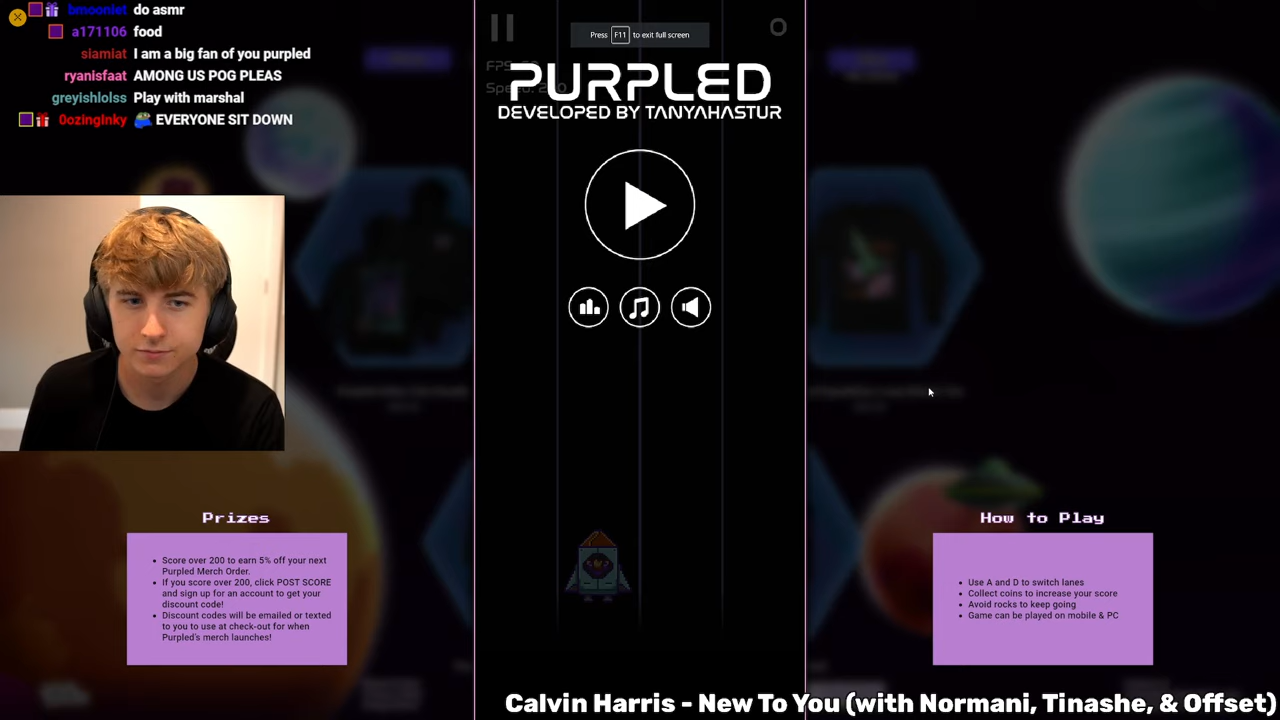 bmooniet do asmr
a171106 food
siamiat I am a big fan of you purpled
ryanisfaat AMONG US POG PLEAS
greyishlolss Play with marshal
0ozinglnky EVERYONE SIT DOWN
Press F11 to exit full screen
0
PURPLED
DEVELOPED BY TANYAHASTUR
Prizes
• Score over 200 to earn 5% off your next
Purpled Merch Order.
• If you score over 200, click POST SCORE
and sign up for an account to get your
discount code!
• Discount codes will be emailed or texted
to you to use at check-out for when
Purpled's merch launches!
How to Play
• Use A and D to switch lanes
• Collect coins to increase your score
• Avoid rocks to keep going
• Game can be played on mobile & PC
Calvin Harris - New To You (with Normani, Tinashe, & Offset)